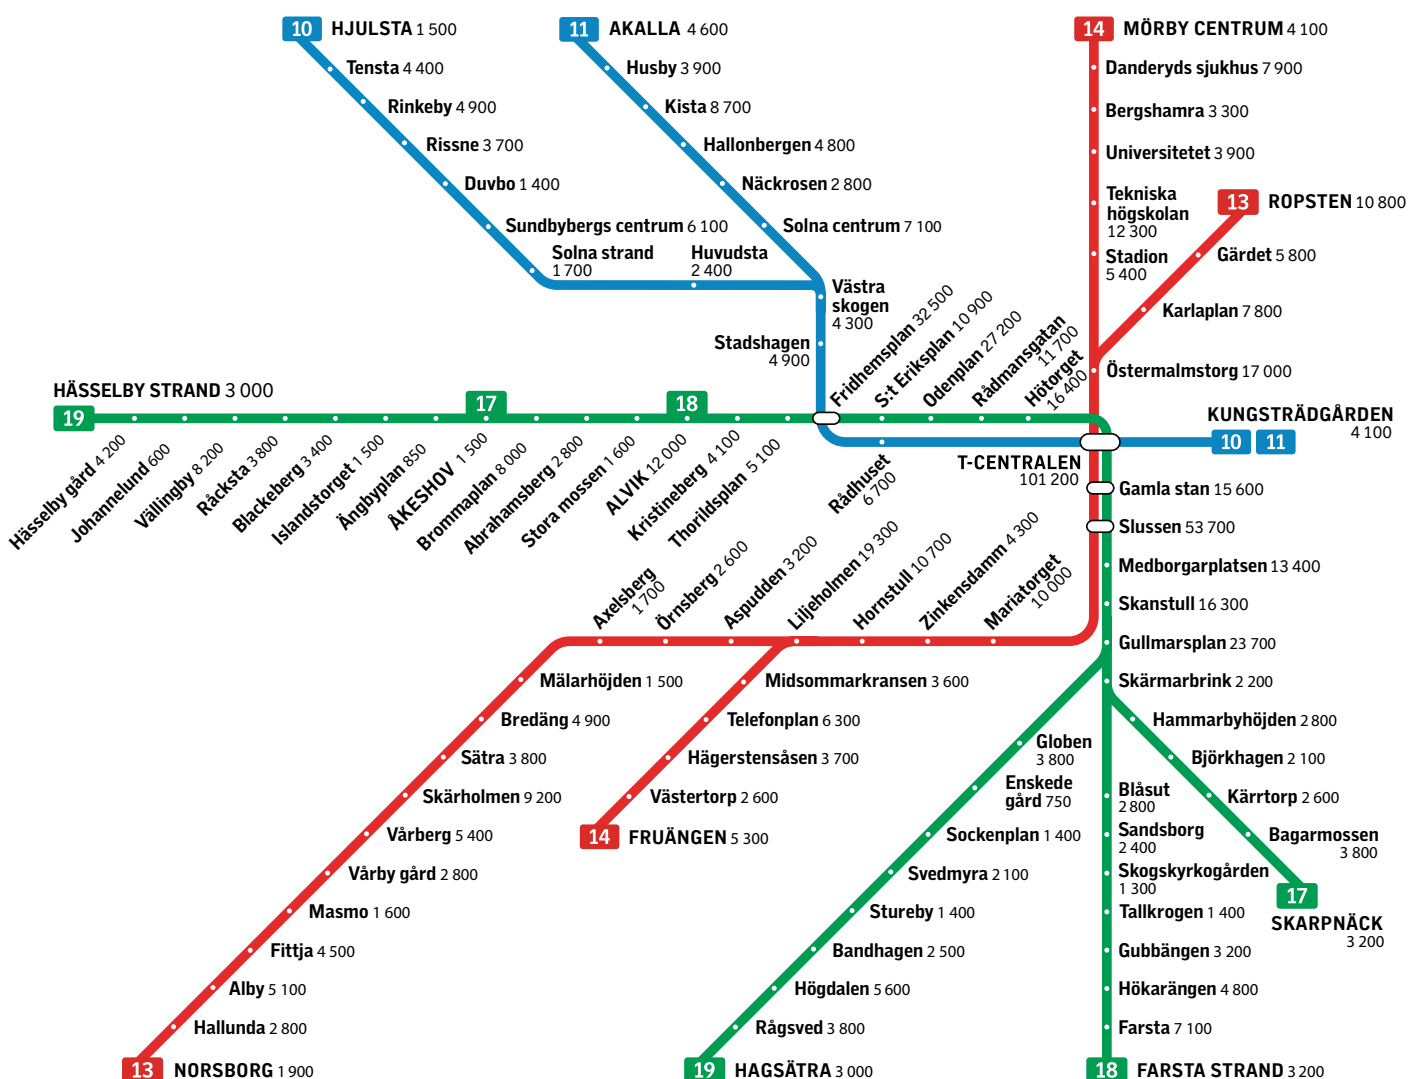 10 HJULSTA 1 500
Tensta 4 400
Rinkeby 4 900
Rissne 3 700
Duvbo 1 400
Sundbybergs centrum 6 100
Solna strand
1 700
Huvudsta
2 400
11 AKALLA 4 600
Husby 3 900
Kista 8 700
Hallonbergen 4 800
Näckrosen 2 800
Solna centrum 7 100
Västra
skogen
4 300
Stadshagen
4 900
14 MÖRBY CENTRUM 4 100
Danderyds sjukhus 7 900
Bergshamra 3 300
Universitetet 3 900
Tekniska
högskolan
12 300
Stadion
5 400
13 ROPSTEN 10 800
Gärdet 5 800
Karlaplan 7 800
Östermalmstorg 17 000
HÄSSELBY STRAND 3 000
19
17
18
Hässelby gård 4 200
Johannelund 600
Vällingby 8 200
Råcksta 3 800
Blackeberg 3 400
Islandstorget 1 500
Ängbyplan 850
ÅKESHOV 1 500
Brommaplan 8 000
Abrahamsberg 2 800
Stora mossen 1 600
ALVIK 12 000
Kristineberg 4 100
Thorildsplan 5 100
Fridhemsplan 32 500
S:t Eriksplan 10 900
Odenplan 27 200
Rådmansgatan
11 700
Hötorget
16 400
KUNGSTRÄDGÅRDEN
4 100
10 11
Rådhuset
6 700
T-CENTRALEN
101 200
Gamla stan 15 600
Slussen 53 700
Medborgarplatsen 13 400
Skanstull 16 300
Gullmarsplan 23 700
Skärmarbrink 2 200
Axelsberg
1 700
Örnsberg 2 600
Aspudden 3 200
Liljeholmen 19 300
Hornstull 10 700
Zinkensdamm 4 300
Mariatorget
10 000
Mälarhöjden 1 500
Bredäng 4 900
Sätra 3 800
Skärholmen 9 200
Vårberg 5 400
Vårby gård 2 800
Masmo 1 600
Fittja 4 500
Alby 5 100
Hallunda 2 800
13 NORSBORG 1 900
Midsommarkransen 3 600
Telefonplan 6 300
Hägerstensåsen 3 700
Västertorp 2 600
14 FRUÄNGEN 5 300
Globen
3 800
Enskede
gård 750
Sockenplan 1 400
Svedmyra 2 100
Stureby 1 400
Bandhagen 2 500
Högdalen 5 600
Rågsved 3 800
19 HAGSÄTRA 3 000
Blåsut
2 800
Sandsborg
2 400
Skogskyrkogården
1 300
Tallkrogen 1 400
Gubbängen 3 200
Hökarängen 4 800
Farsta 7 100
18 FARSTA STRAND 3 200
Hammarbyhöjden 2 800
Björkhagen 2 100
Kärrtorp 2 600
Bagarmossen
3 800
17
SKARPNÄCK
3 200